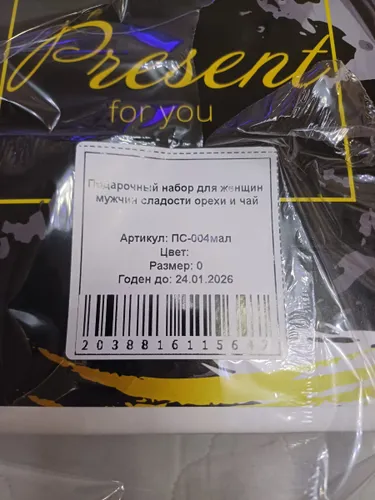 Present
for you
Подарочный набор для женщин
мужчин сладости орехи и чай
Артикул: ПС-004мал
Цвет:
Размер: 0
Годен до: 24.01.2026